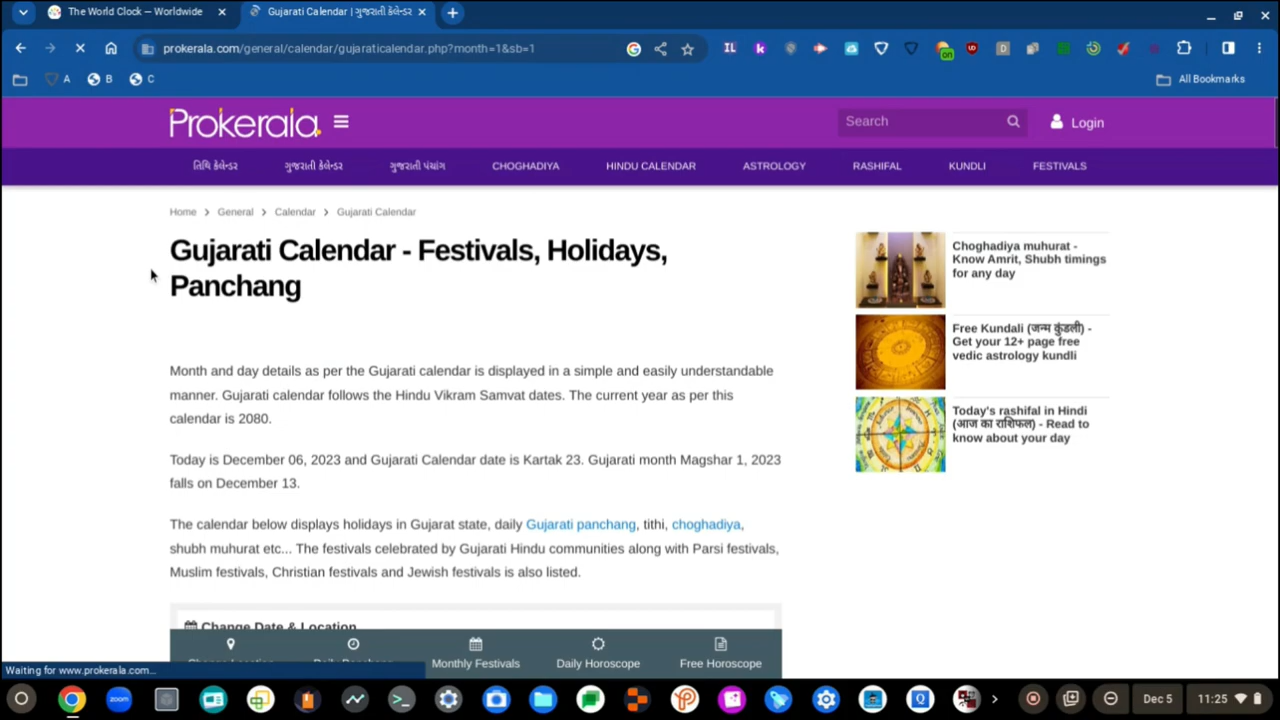 The World Clock — Worldwide
Gujarati Calendar | ગુજરાતી કેલેન્ડર
prokerala.com/general/calendar/gujaraticalendar.php?month=1&sb=1
A B C All Bookmarks
Prokerala
Search
Login
તિથિ કેલેન્ડર ગુજરાતી કેલેન્ડર ગુજરાતી પંચાંગ CHOGHADIYA HINDU CALENDAR ASTROLOGY RASHIFAL KUNDLI FESTIVALS
Home > General > Calendar > Gujarati Calendar
Gujarati Calendar - Festivals, Holidays,
Panchang
Month and day details as per the Gujarati calendar is displayed in a simple and easily understandable
manner. Gujarati calendar follows the Hindu Vikram Samvat dates. The current year as per this
calendar is 2080.
Today is December 06, 2023 and Gujarati Calendar date is Kartak 23. Gujarati month Magshar 1, 2023
falls on December 13.
The calendar below displays holidays in Gujarat state, daily Gujarati panchang, tithi, choghadiya,
shubh muhurat etc... The festivals celebrated by Gujarati Hindu communities along with Parsi festivals,
Muslim festivals, Christian festivals and Jewish festivals is also listed.
Choghadiya muhurat -
Know Amrit, Shubh timings
for any day
Free Kundali (जन्म कुंडली) -
Get your 12+ page free
vedic astrology kundli
Today's rashifal in Hindi
(आज का राशिफल) - Read to
know about your day
Change Date & Location
Monthly Festivals Daily Horoscope Free Horoscope
Waiting for www.prokerala.com...
zoom
Dec 5 11:25